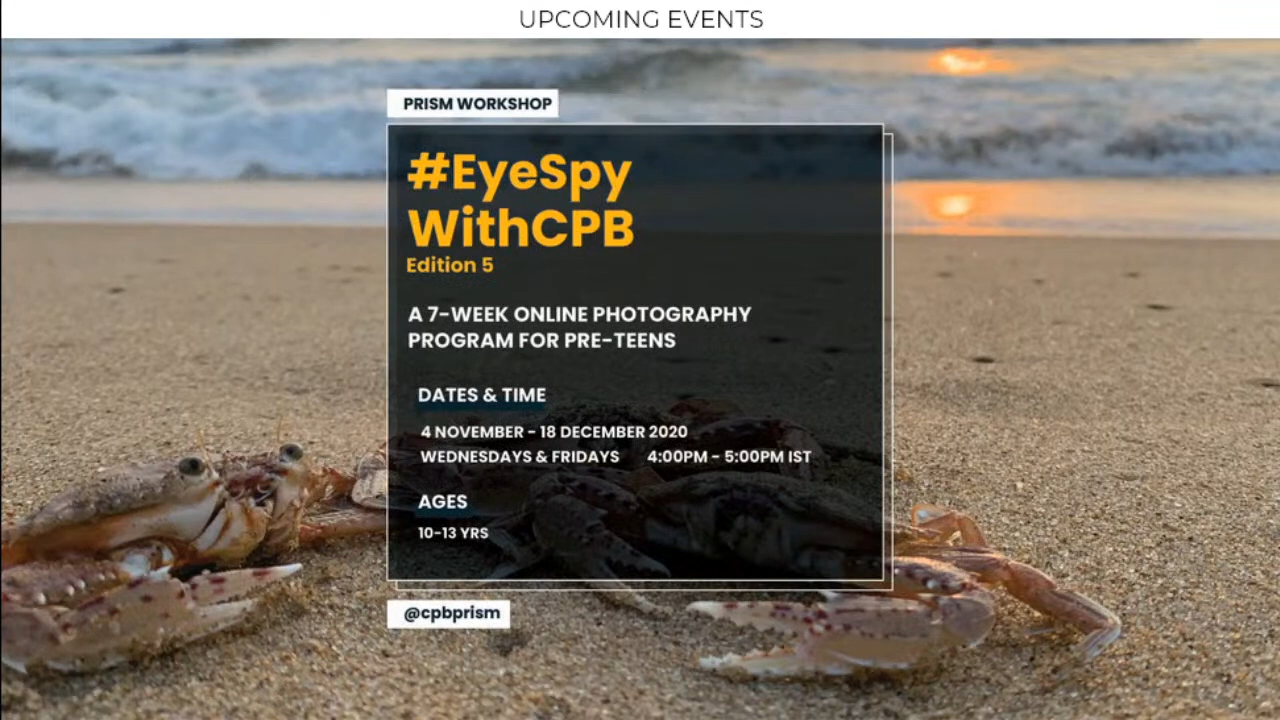 UPCOMING EVENTS
PRISM WORKSHOP
#EyeSpy
WithCPB
Edition 5
A 7-WEEK ONLINE PHOTOGRAPHY
PROGRAM FOR PRE-TEENS
DATES & TIME
4 NOVEMBER - 18 DECEMBER 2020
WEDNESDAYS & FRIDAYS 4:00PM - 5:00PM IST
AGES
10-13 YRS
@cpbprism